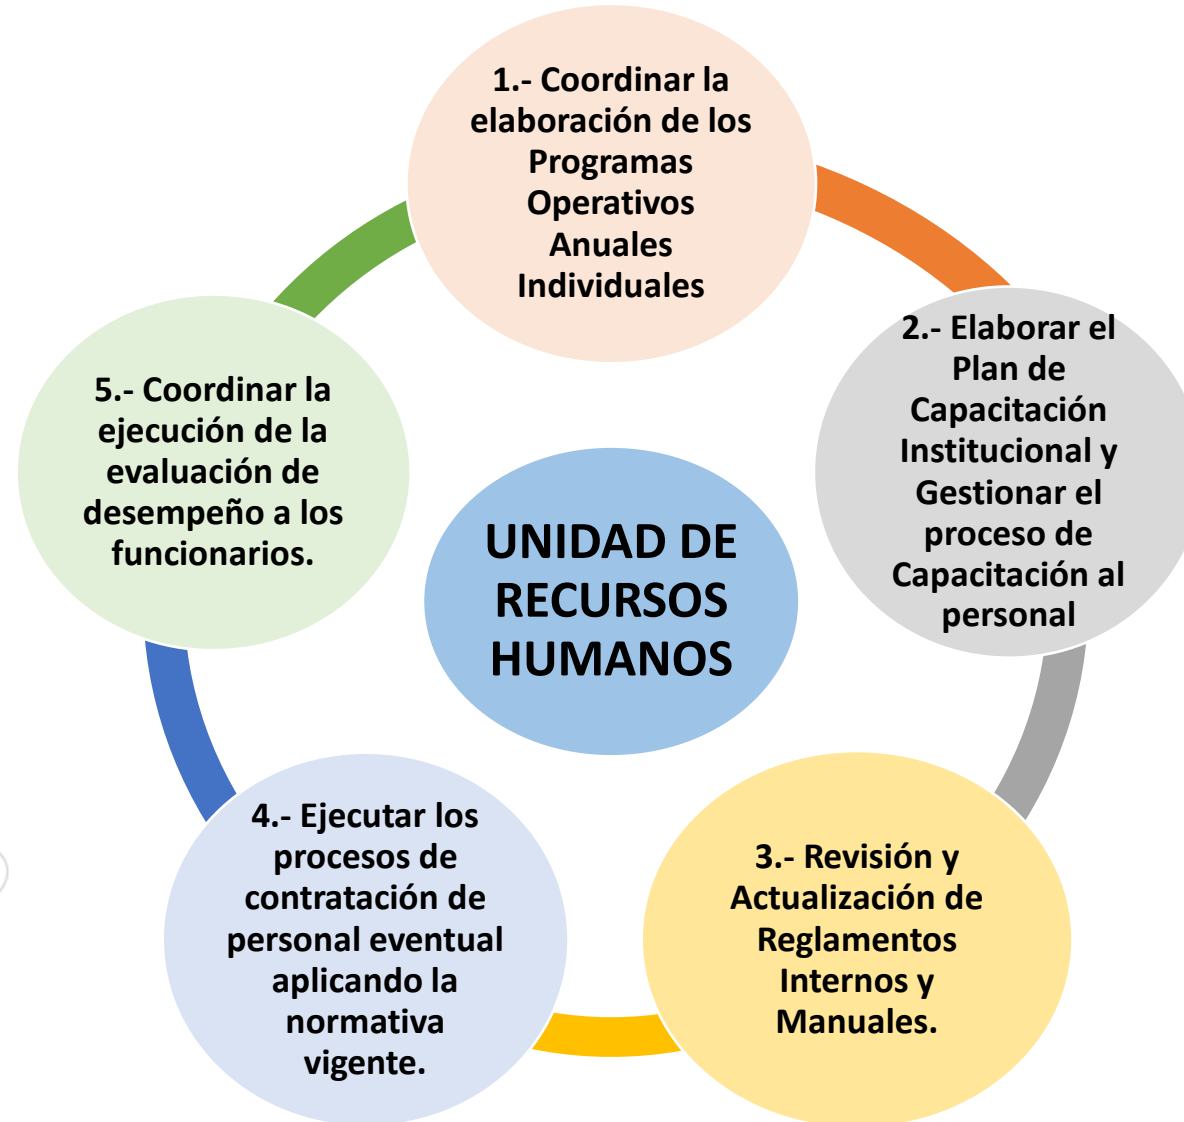 1.- Coordinar la
elaboración de los
Programas
Operativos
Anuales
Individuales
2.- Elaborar el
Plan de
Capacitación
Institucional y
Gestionar el
proceso de
Capacitación al
personal
3.- Revisión y
Actualización de
Reglamentos
Internos y
Manuales.
4.- Ejecutar los
procesos de
contratación de
personal eventual
aplicando la
normativa
vigente.
5.- Coordinar la
ejecución de la
evaluación de
desempeño a los
funcionarios.
UNIDAD DE
RECURSOS
HUMANOS